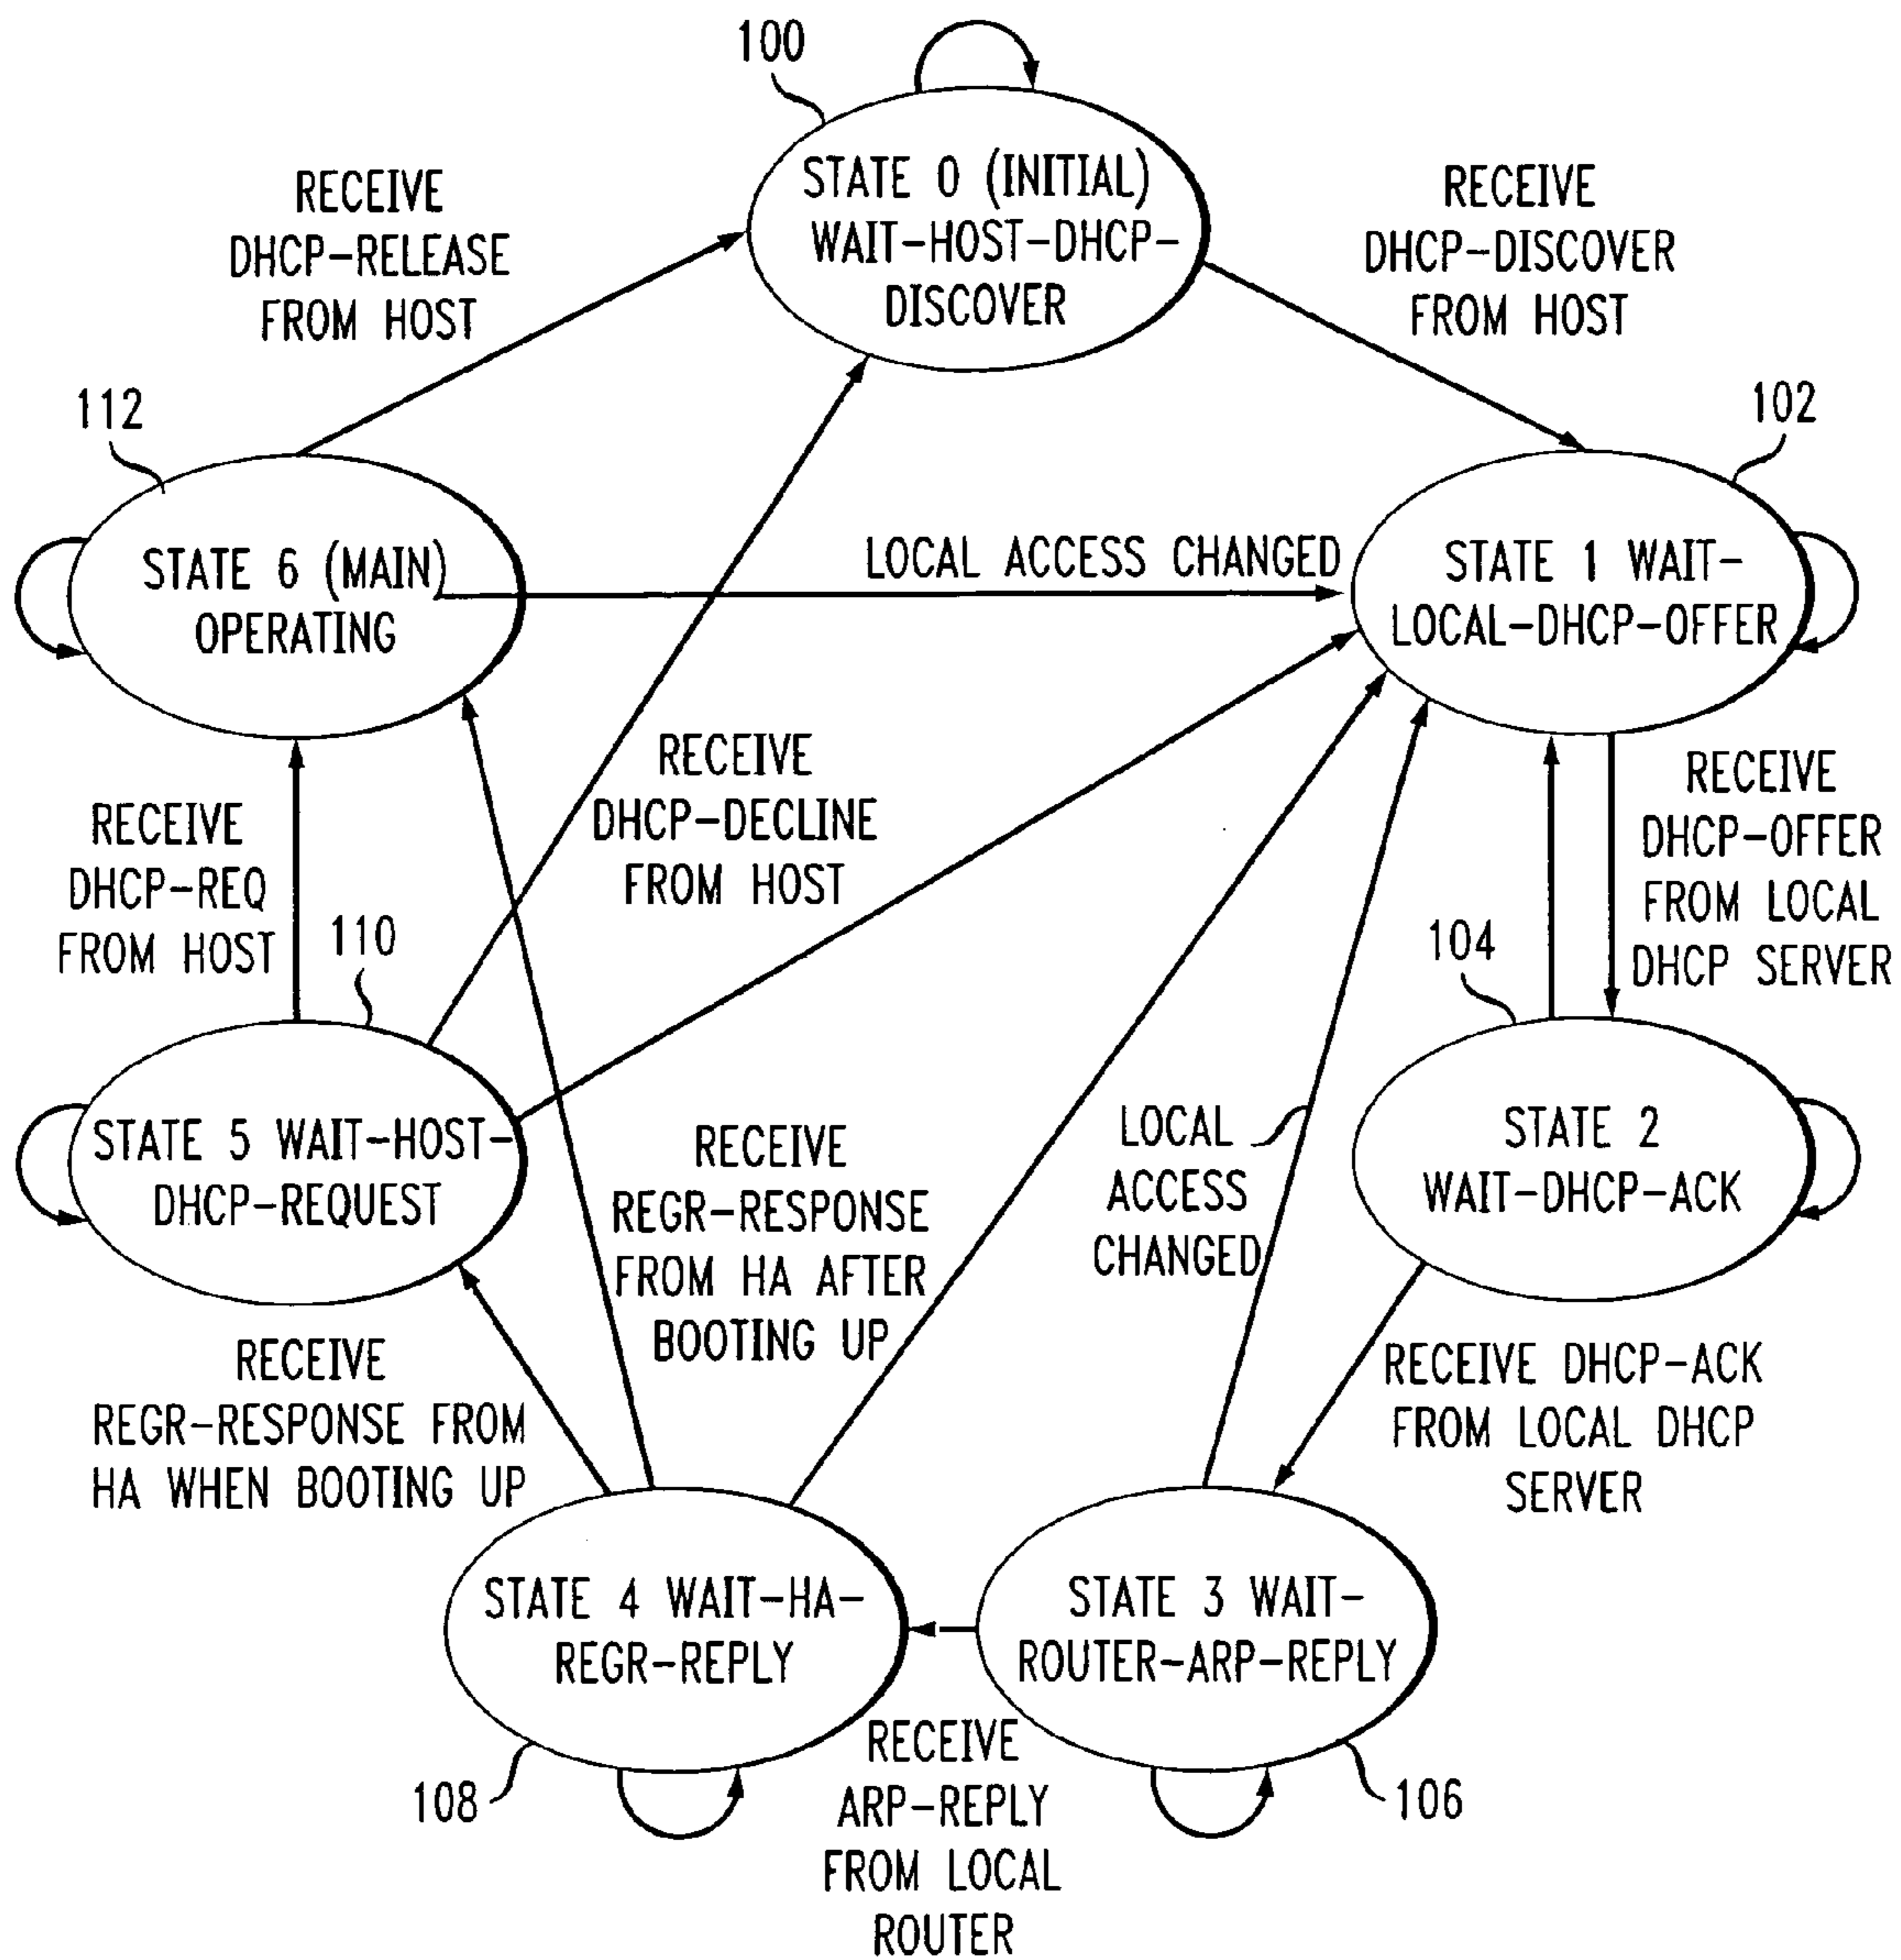 100
STATE 0 (INITIAL)
WAIT-HOST-DHCP-
DISCOVER
RECEIVE
DHCP-RELEASE
FROM HOST
RECEIVE
DHCP-DISCOVER
FROM HOST
112
102
STATE 6 (MAIN)
OPERATING
LOCAL ACCESS CHANGED
STATE 1 WAIT-
LOCAL-DHCP-OFFER
RECEIVE
DHCP-REQ
FROM HOST
RECEIVE
DHCP-DECLINE
FROM HOST
RECEIVE
DHCP-OFFER
FROM LOCAL
DHCP SERVER
110
104
STATE 5 WAIT-HOST-
DHCP-REQUEST
RECEIVE
REGR-RESPONSE
FROM HA AFTER
BOOTING UP
LOCAL
ACCESS
CHANGED
STATE 2
WAIT-DHCP-ACK
RECEIVE
REGR-RESPONSE FROM
HA WHEN BOOTING UP
RECEIVE DHCP-ACK
FROM LOCAL DHCP
SERVER
STATE 4 WAIT-HA-
REGR-REPLY
STATE 3 WAIT-
ROUTER-ARP-REPLY
108
RECEIVE
ARP-REPLY
FROM LOCAL
ROUTER
106